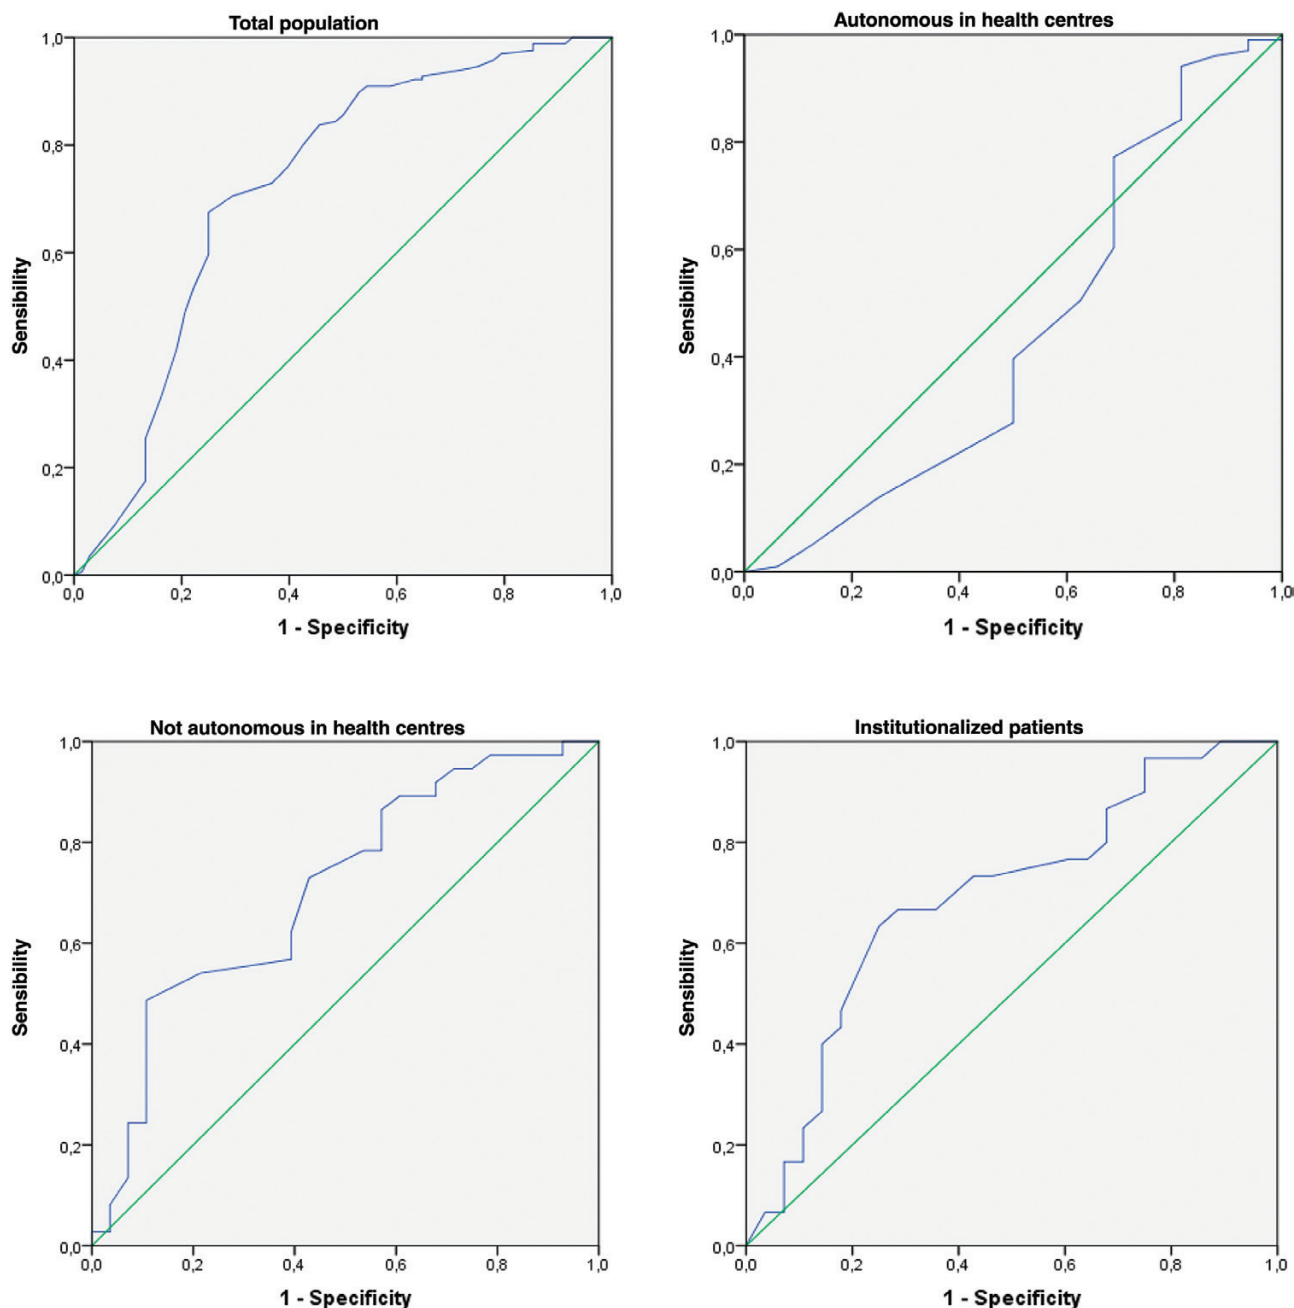 Total population
1,0
0,8
0,6
0,4
0,2
0,0
Sensibility
0,0 0,2 0,4 0,6 0,8 1,0
1 - Specificity
Autonomous in health centres
1,0
0,8
0,6
0,4
0,2
0,0
Sensibility
0,0 0,2 0,4 0,6 0,8 1,0
1 - Specificity
Not autonomous in health centres
1,0
0,8
0,6
0,4
0,2
0,0
Sensibility
0,0 0,2 0,4 0,6 0,8 1,0
1 - Specificity
Institutionalized patients
1,0
0,8
0,6
0,4
0,2
0,0
Sensibility
0,0 0,2 0,4 0,6 0,8 1,0
1 - Specificity